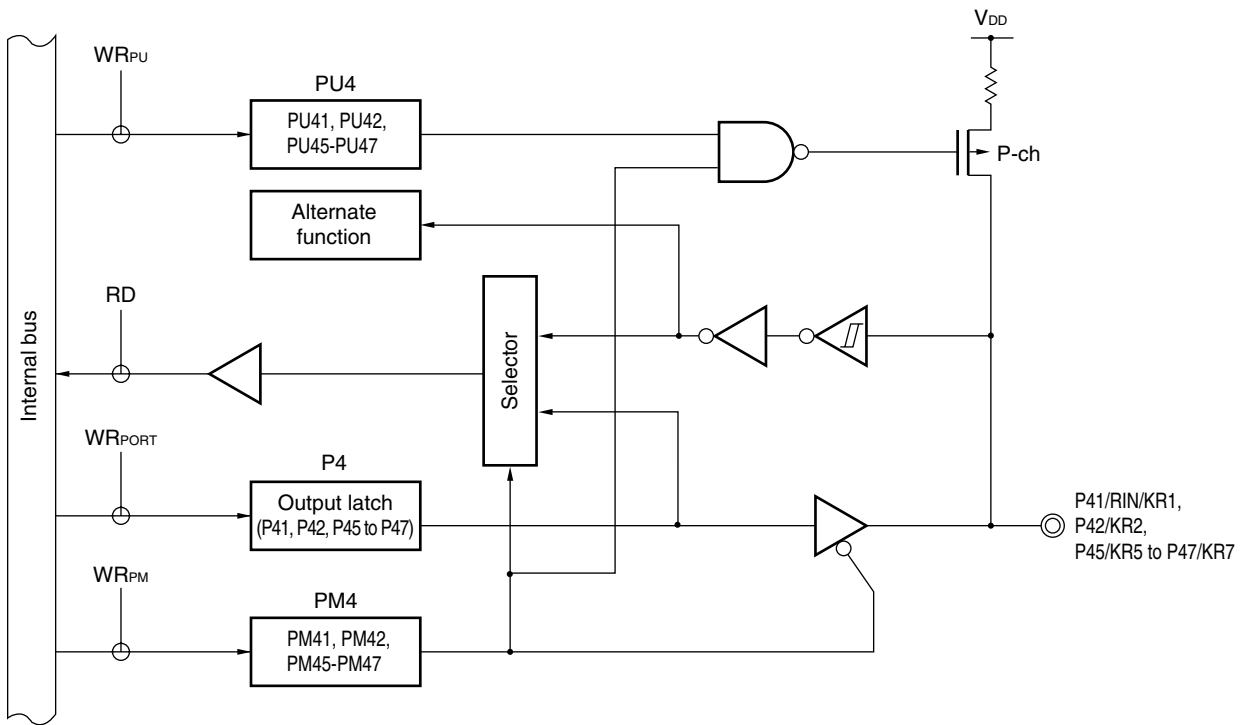 VDD
WRPU
PU4
PU41, PU42,
PU45-PU47
P-ch
Alternate
function
RD
Internal bus
Selector
WRPORT
P4
Output latch
(P41, P42, P45 to P47)
P41/RIN/KR1,
P42/KR2,
P45/KR5 to P47/KR7
WRPM
PM4
PM41, PM42,
PM45-PM47